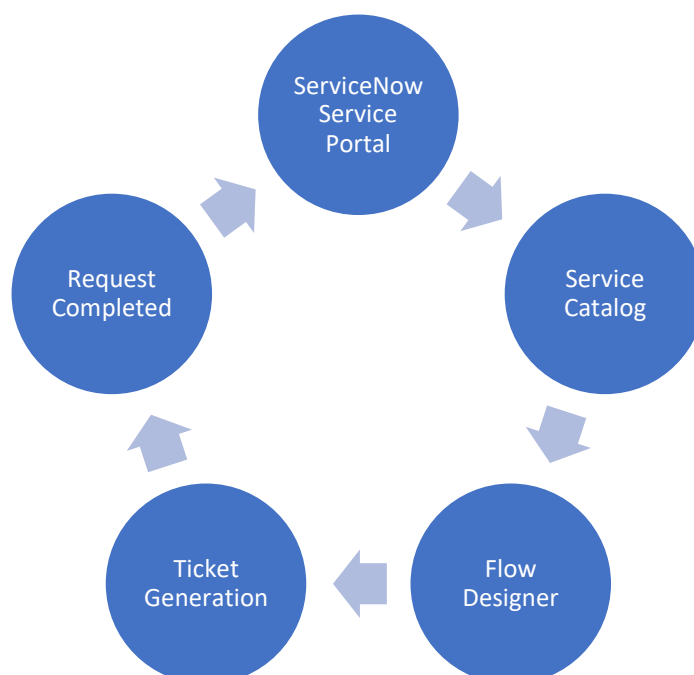 ServiceNow
Service
Portal
Service
Catalog
Flow
Designer
Ticket
Generation
Request
Completed